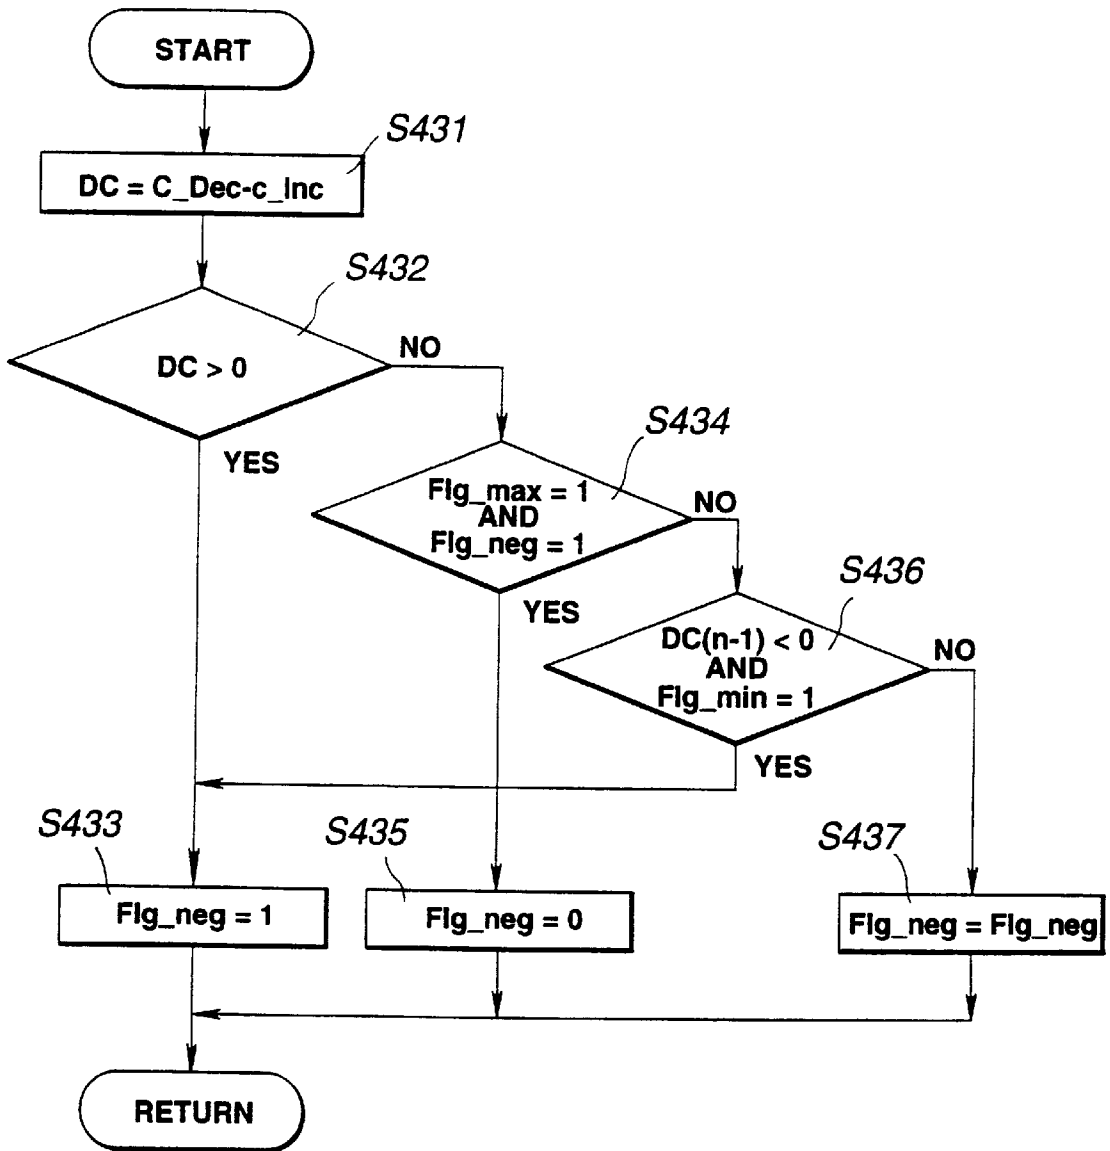 START
S431
DC = C_Dec-c_Inc
S432
DC > 0
NO
YES
S434
Flg_max = 1
AND
Flg_neg = 1
NO
YES
S436
DC(n-1) < 0
AND
Flg_min = 1
NO
YES
S433
Flg_neg = 1
S435
Flg_neg = 0
S437
Flg_neg = Flg_neg
RETURN